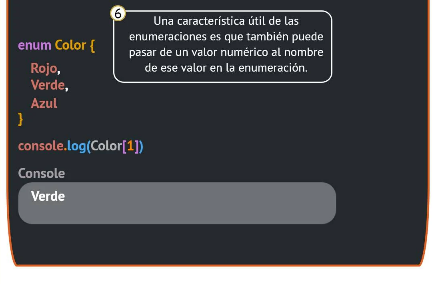 6
Una característica útil de las
enumeraciones es que también puede
pasar de un valor numérico al nombre
de ese valor en la enumeración.
enum Color {
Rojo,
Verde,
Azul
}
console.log(Color[1])
Console
Verde